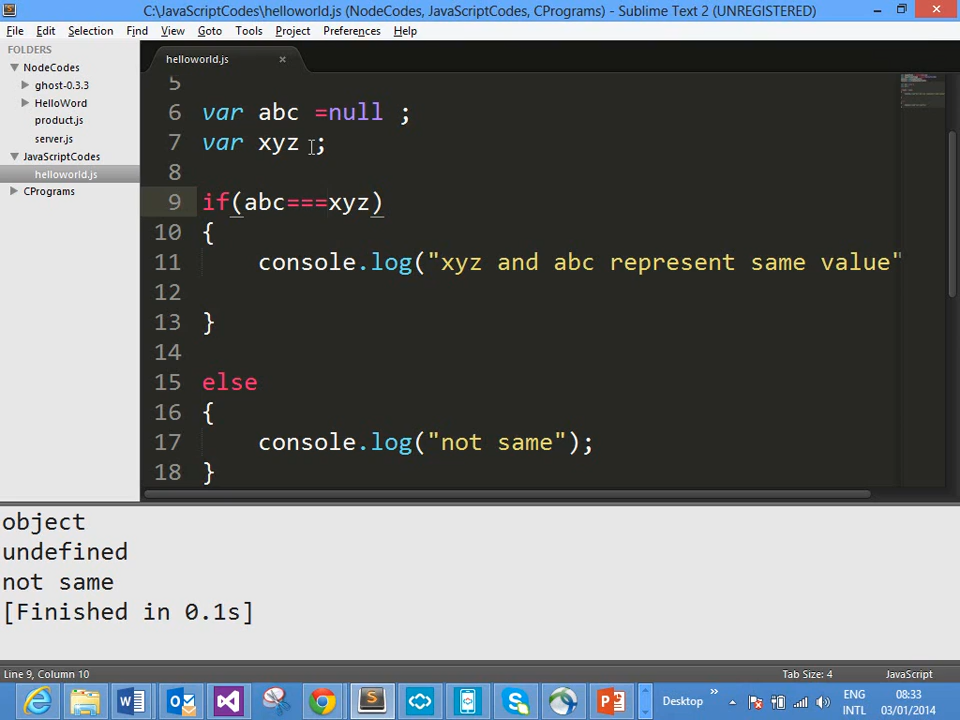 C:\JavaScriptCodes\helloworld.js (NodeCodes, JavaScriptCodes, CPrograms) - Sublime Text 2 (UNREGISTERED)
File Edit Selection Find View Goto Tools Project Preferences Help
FOLDERS
NodeCodes
ghost-0.3.3
HelloWord
product.js
server.js
JavaScriptCodes
helloworld.js
CPrograms
helloworld.js
5
6 var abc =null ;
7 var xyz ;
8
9 if(abc===xyz)
10 {
11 console.log("xyz and abc represent same value"
12
13 }
14
15 else
16 {
17 console.log("not same");
18 }
object
undefined
not same
[Finished in 0.1s]
Line 9, Column 10 Tab Size: 4 JavaScript
Desktop » ENG 08:33
INTL 03/01/2014